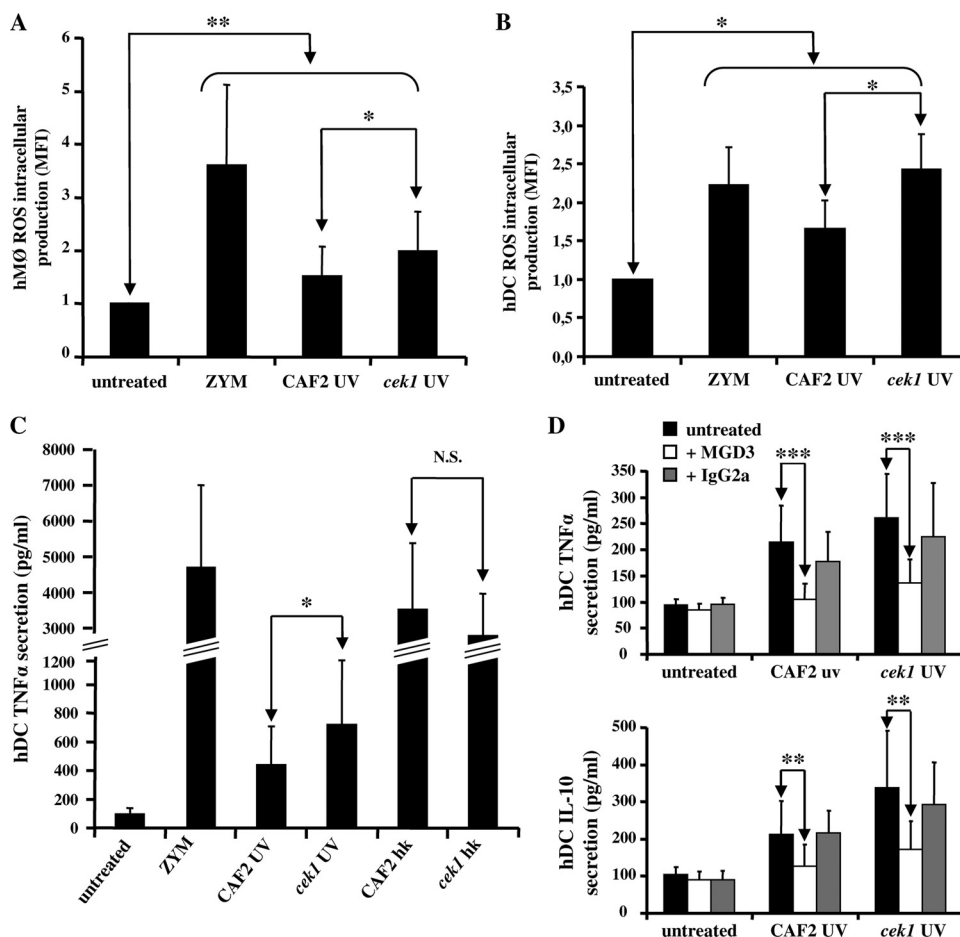 A
**
6
5
4
3
2
1
0
*
hMØ ROS intracellular
production (MFI)
untreated ZYM CAF2 UV cek1 UV
B
*
3,5
3,0
2,5
2,0
1,5
1,0
0,5
0,0
*
hDC ROS intracellular
production (MFI)
untreated ZYM CAF2 UV cek1 UV
C
8000
7000
6000
5000
4000
3000
1200
1000
800
600
400
200
0
N.S.
*
hDC TNFα secretion (pg/ml)
untreated ZYM CAF2 UV cek1 UV CAF2 hk cek1 hk
D
untreated
+ MGD3
+ IgG2a
***
***
350
300
250
200
150
100
50
0
hDC TNFα
secretion (pg/ml)
untreated CAF2 uv cek1 UV
**
**
500
400
300
200
100
0
hDC IL-10
secretion (pg/ml)
untreated CAF2 UV cek1 UV